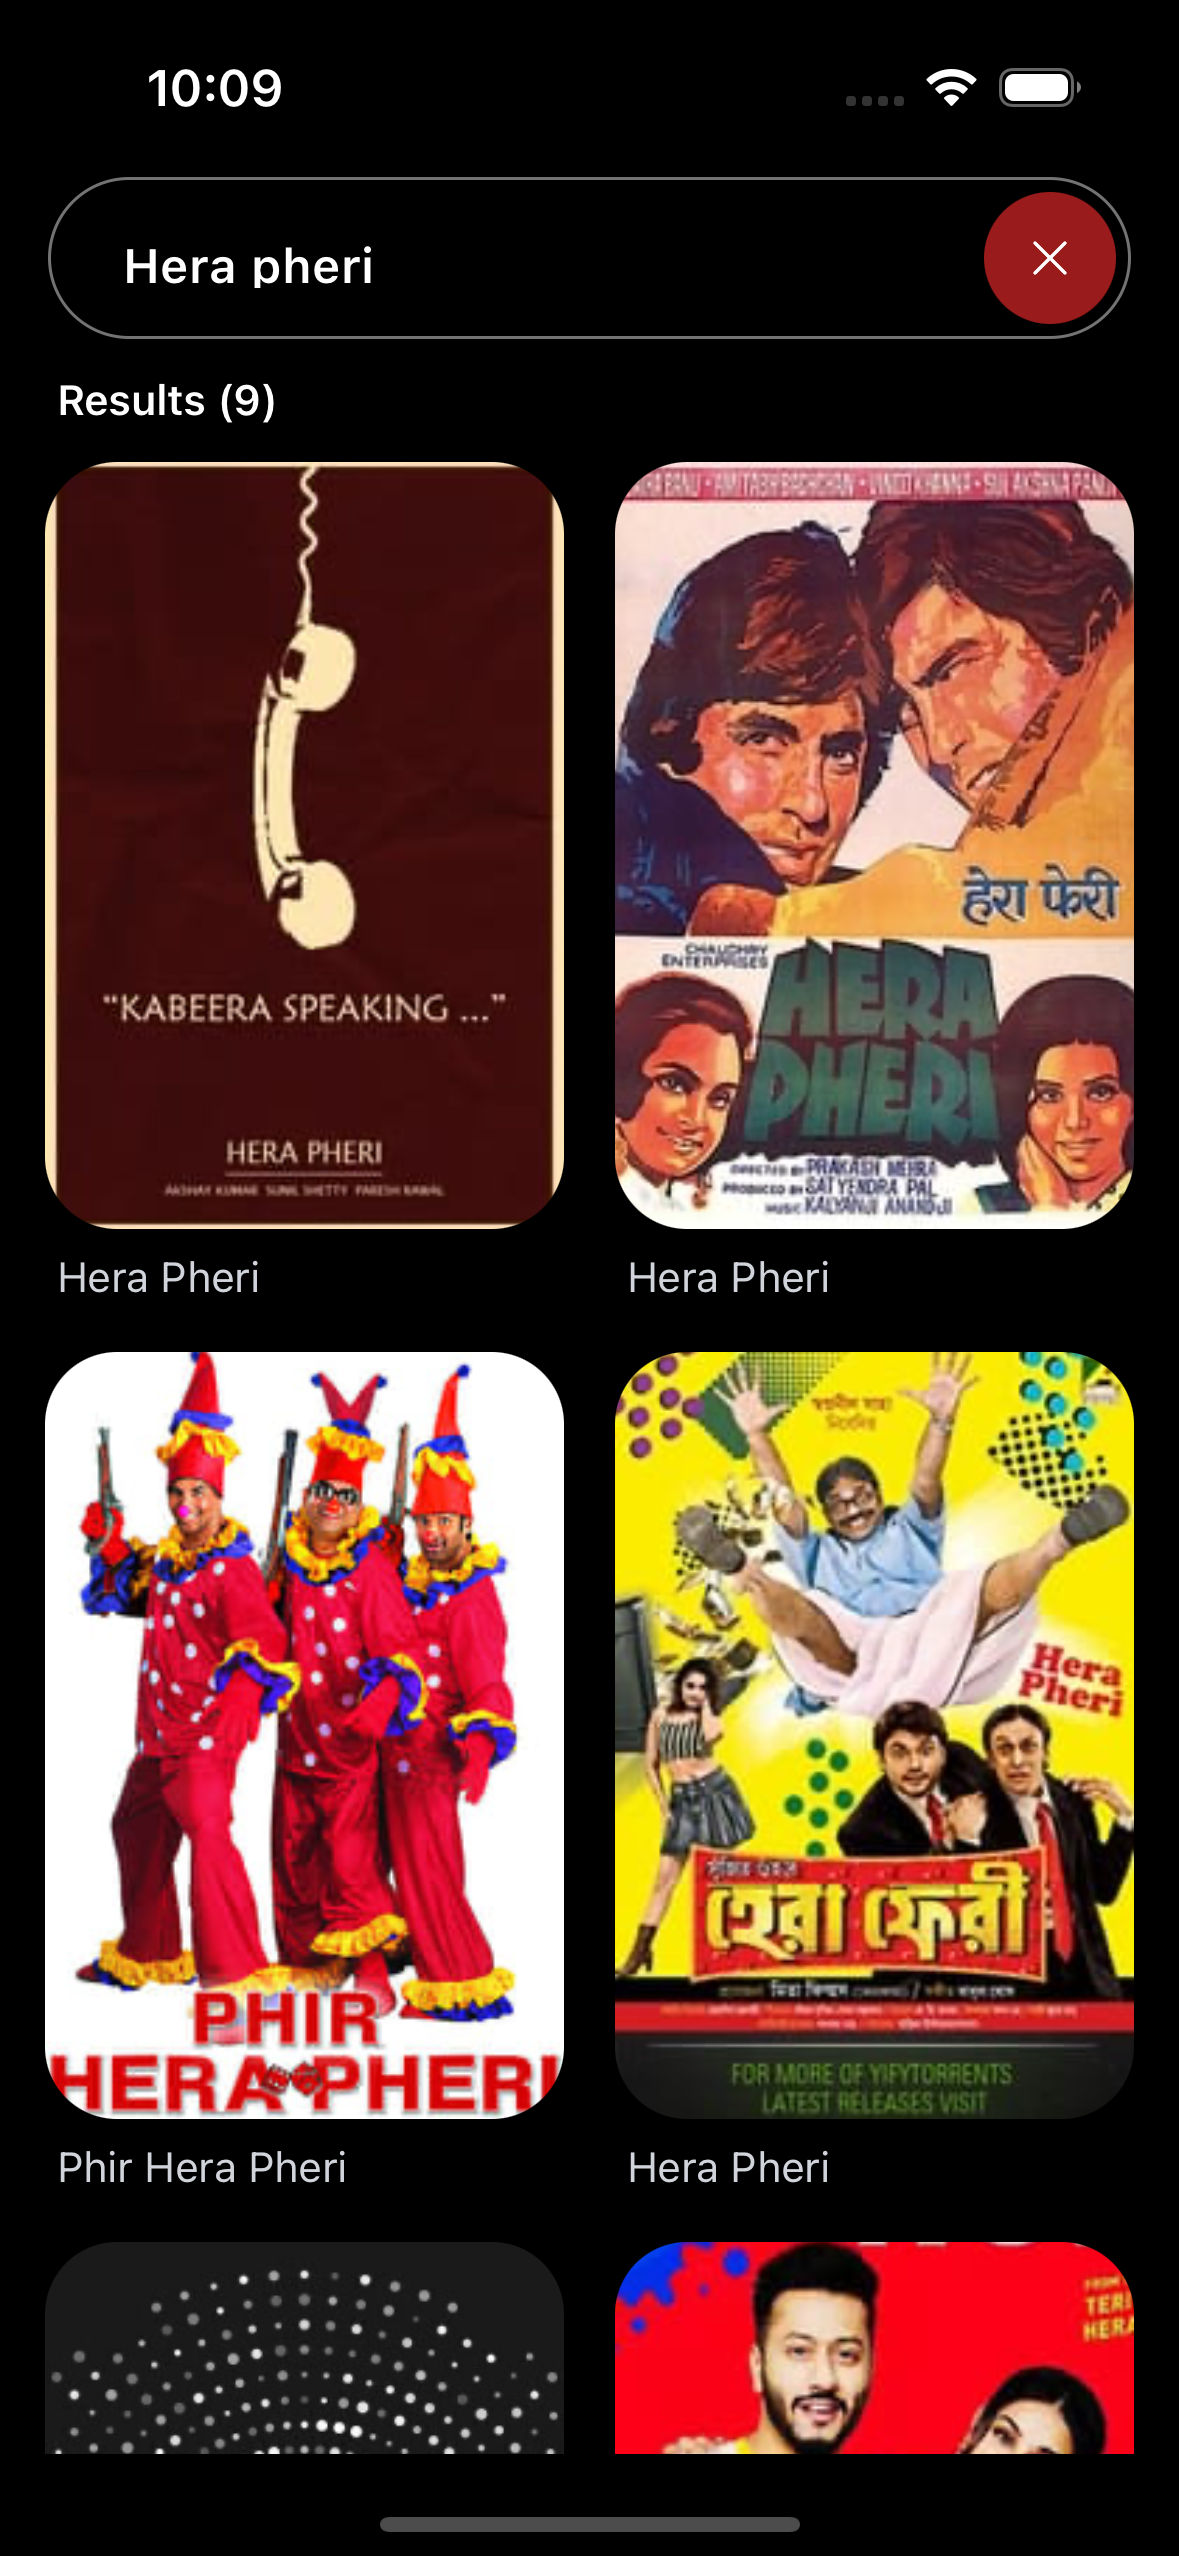 10:09
Hera pheri
Results (9)
"KABEERA SPEAKING ..."
HERA PHERI
AKSHAY KUMAR SUNIL SHETTY PARESH RAWAL
AMITABH BACHCHAN • VINOD KHANNA • SULAKSHNA PANDIT
हेरा फेरी
CHAUDHRY
ENTERPRISES
HERA
PHERI
DIRECTED BY PRAKASH MEHRA
PRODUCED BY SATYENDRA PAL
MUSIC KALYANJI ANANDJI
Hera Pheri
Hera Pheri
PHIR
HERA PHERI
Hera
Pheri
হেরা ফেরী
FOR MORE OF YIFYTORRENTS
LATEST RELEASES VISIT
Phir Hera Pheri
Hera Pheri
FROM
TERI
HERA